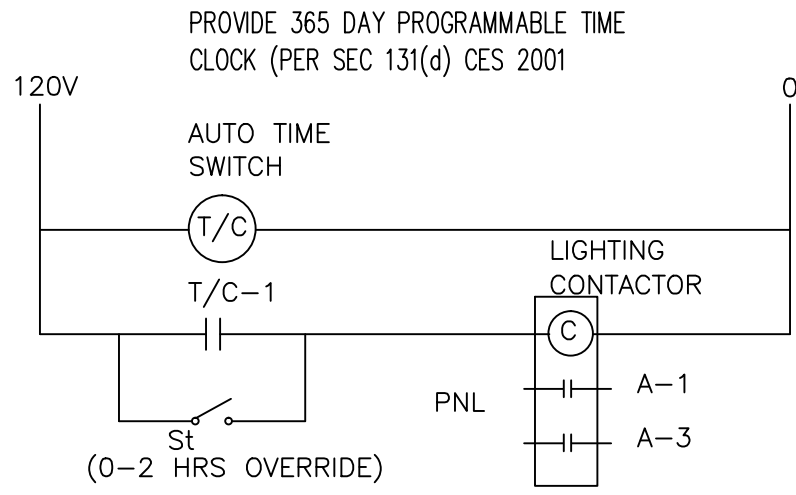 PROVIDE 365 DAY PROGRAMMABLE TIME
CLOCK (PER SEC 131(d) CES 2001
120V
0
AUTO TIME
SWITCH
T/C
LIGHTING
CONTACTOR
T/C-1
C
A-1
PNL
A-3
St
(0-2 HRS OVERRIDE)